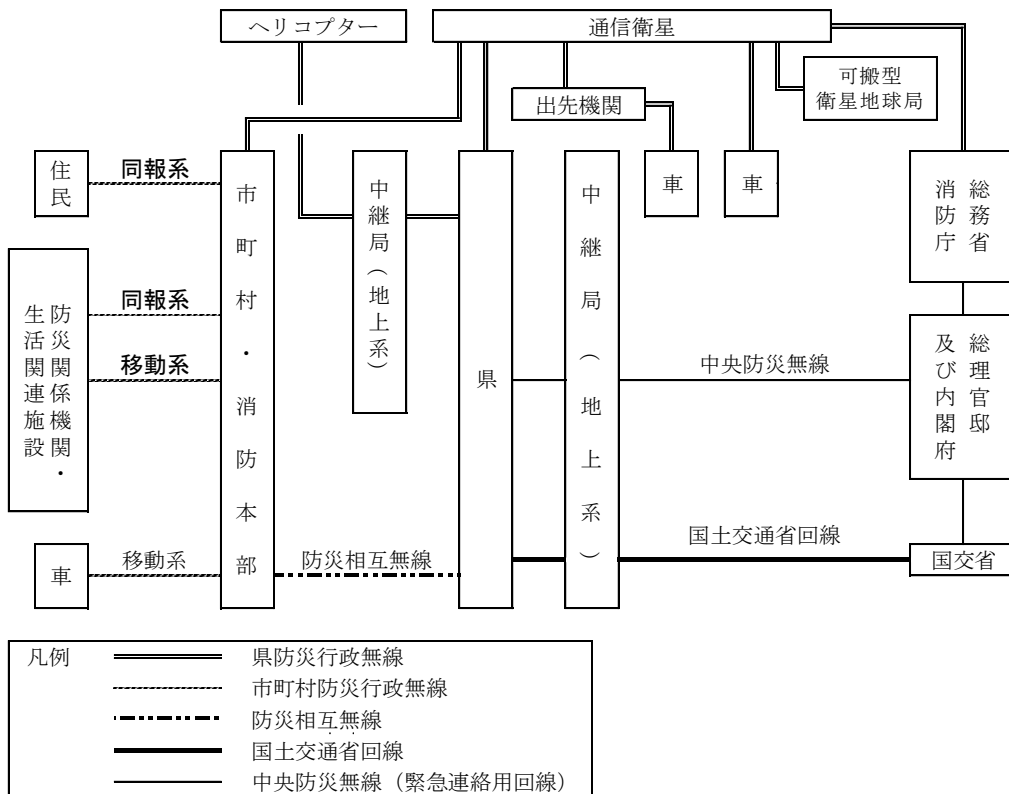 ヘリコプター
通信衛星
出先機関
可搬型
衛星地球局
住民
同報系
市町村・消防本部
中継局(地上系)
県
中継局(地上系)
車
車
総務省
消防庁
防災関係機関・
生活関連施設
同報系
移動系
中央防災無線
総理官邸
及び内閣府
車
移動系
防災相互無線
国土交通省回線
国交省
凡例
県防災行政無線
市町村防災行政無線
防災相互無線
国土交通省回線
中央防災無線(緊急連絡用回線)